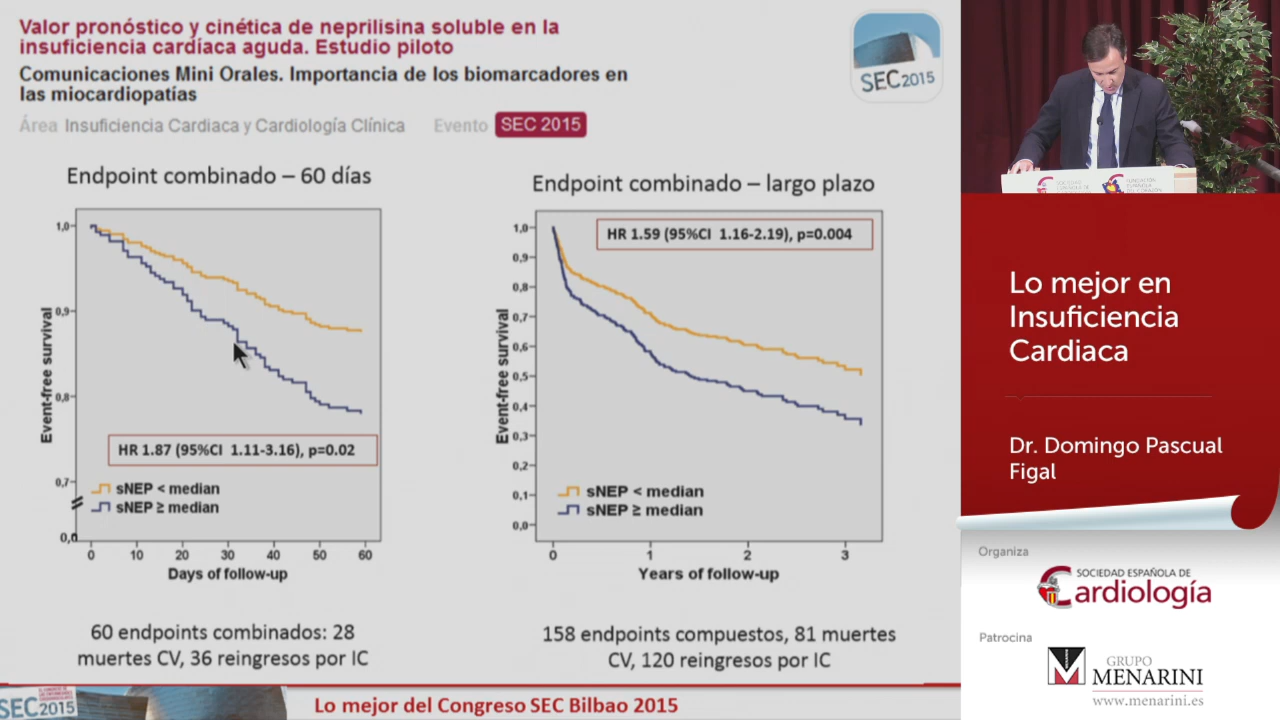 Valor pronóstico y cinética de neprilisina soluble en la
insuficiencia cardíaca aguda. Estudio piloto
Comunicaciones Mini Orales. Importancia de los biomarcadores en
las miocardiopatías
Área Insuficiencia Cardiaca y Cardiología Clínica Evento SEC 2015
SEC 2015
Endpoint combinado – 60 días
Event-free survival
1,0
0,9
0,8
0,7
0,0
HR 1.87 (95%CI 1.11-3.16), p=0.02
sNEP < median
sNEP ≥ median
0 10 20 30 40 50 60
Days of follow-up
60 endpoints combinados: 28
muertes CV, 36 reingresos por IC
Endpoint combinado – largo plazo
HR 1.59 (95%CI 1.16-2.19), p=0.004
Event-free survival
1,0
0,9
0,8
0,7
0,6
0,5
0,4
0,3
0,2
0,1
0,0
sNEP < median
sNEP ≥ median
0 1 2 3
Years of follow-up
158 endpoints compuestos, 81 muertes
CV, 120 reingresos por IC
SEC 2015
Lo mejor del Congreso SEC Bilbao 2015
Lo mejor en
Insuficiencia
Cardiaca
Dr. Domingo Pascual
Figal
Organiza
SOCIEDAD ESPAÑOLA DE
Cardiología
Patrocina
GRUPO
MENARINI
www.menarini.es